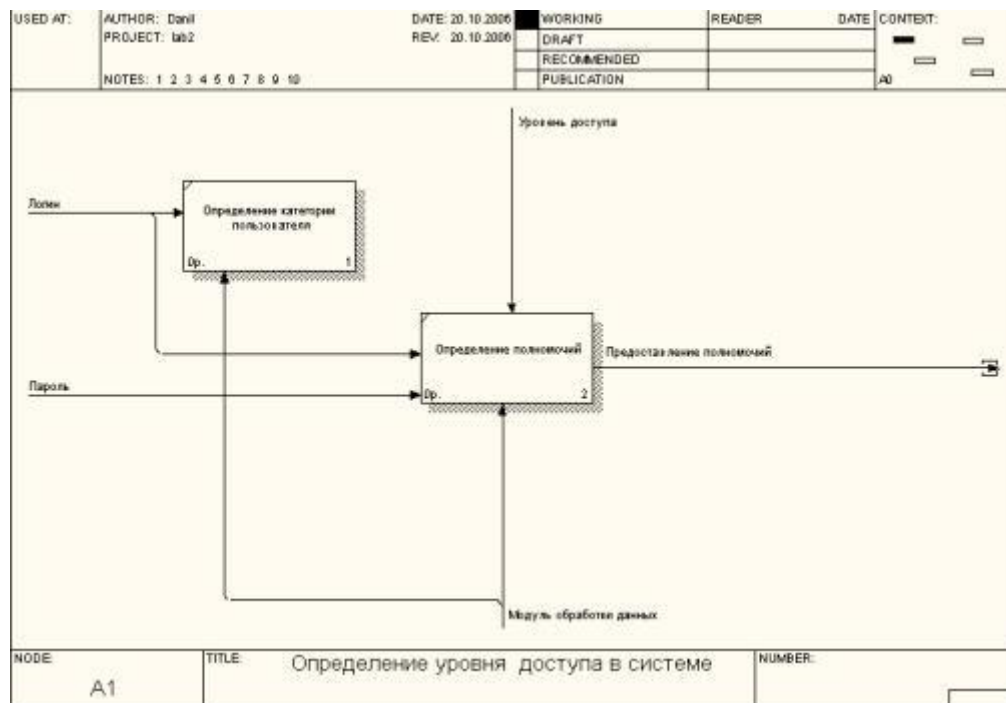 USED AT:
AUTHOR: Danil
DATE: 20.10.2006
WORKING
READER
DATE
CONTEXT:
PROJECT: lab2
REV: 20.10.2006
DRAFT
RECOMMENDED
NOTES: 1 2 3 4 5 6 7 8 9 10
PUBLICATION
A0
Уровень доступа
Логин
Определение категории
пользователя
0р.
1
Определение полномочий
Предоставление полномочий
Пароль
0р.
2
Модуль обработки данных
NODE:
TITLE:
Определение уровня доступа в системе
NUMBER:
A1